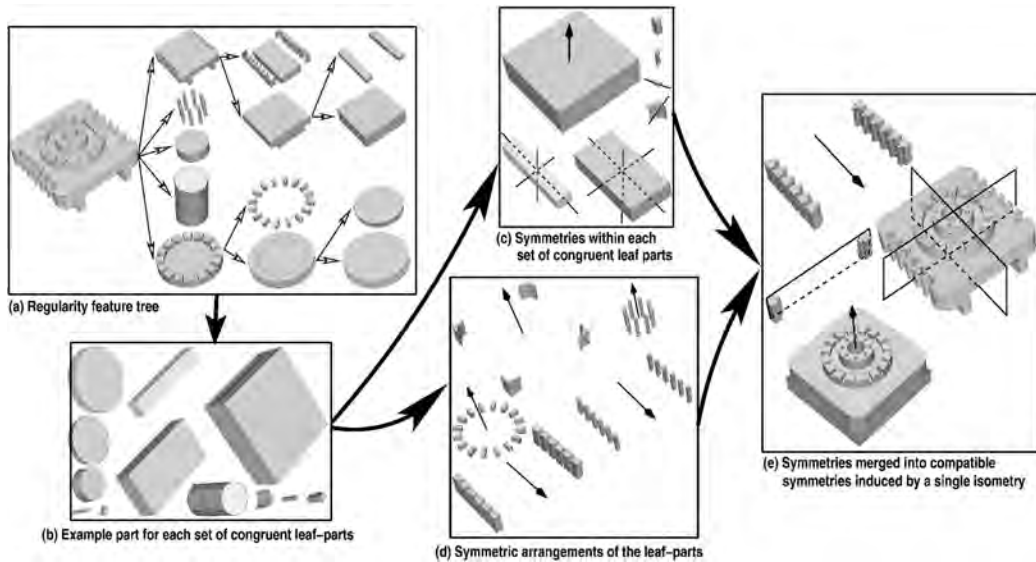 (a) Regularity feature tree
(b) Example part for each set of congruent leaf-parts
(c) Symmetries within each
set of congruent leaf parts
(d) Symmetric arrangements of the leaf-parts
(e) Symmetries merged into compatible
symmetries induced by a single isometry